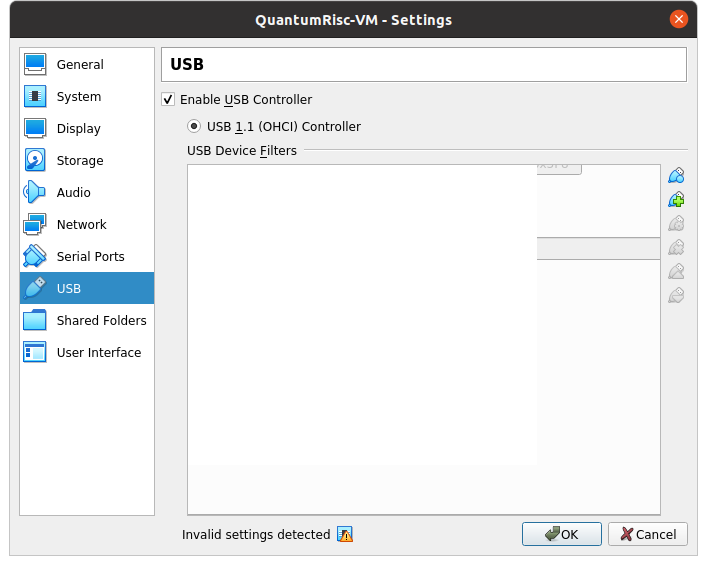 QuantumRisc-VM - Settings
General
System
Display
Storage
Audio
Network
Serial Ports
USB
Shared Folders
User Interface
USB
Enable USB Controller
USB 1.1 (OHCI) Controller
USB Device Filters
Invalid settings detected
OK
Cancel